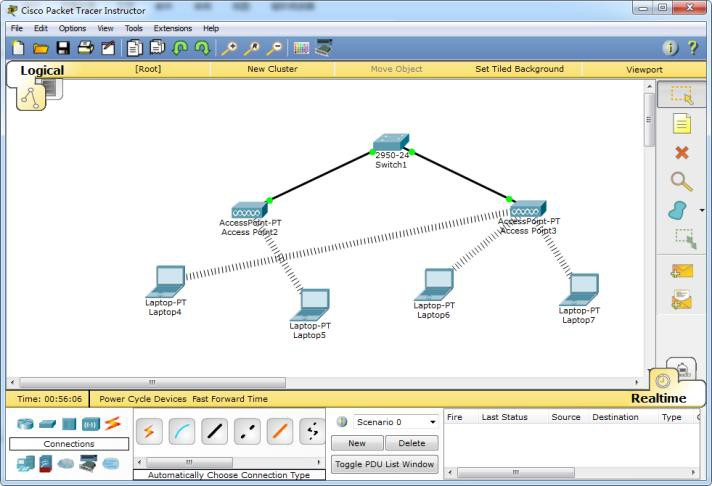 Cisco Packet Tracer Instructor
File Edit Options View Tools Extensions Help
Logical [Root] New Cluster Move Object Set Tiled Background Viewport
2950-24
Switch1
AccessPoint-PT
Access Point2
AccessPoint-PT
Access Point3
Laptop-PT
Laptop4
Laptop-PT
Laptop5
Laptop-PT
Laptop6
Laptop-PT
Laptop7
Time: 00:56:06 Power Cycle Devices Fast Forward Time Realtime
Connections
Automatically Choose Connection Type
Scenario 0
New Delete
Toggle PDU List Window
Fire Last Status Source Destination Type